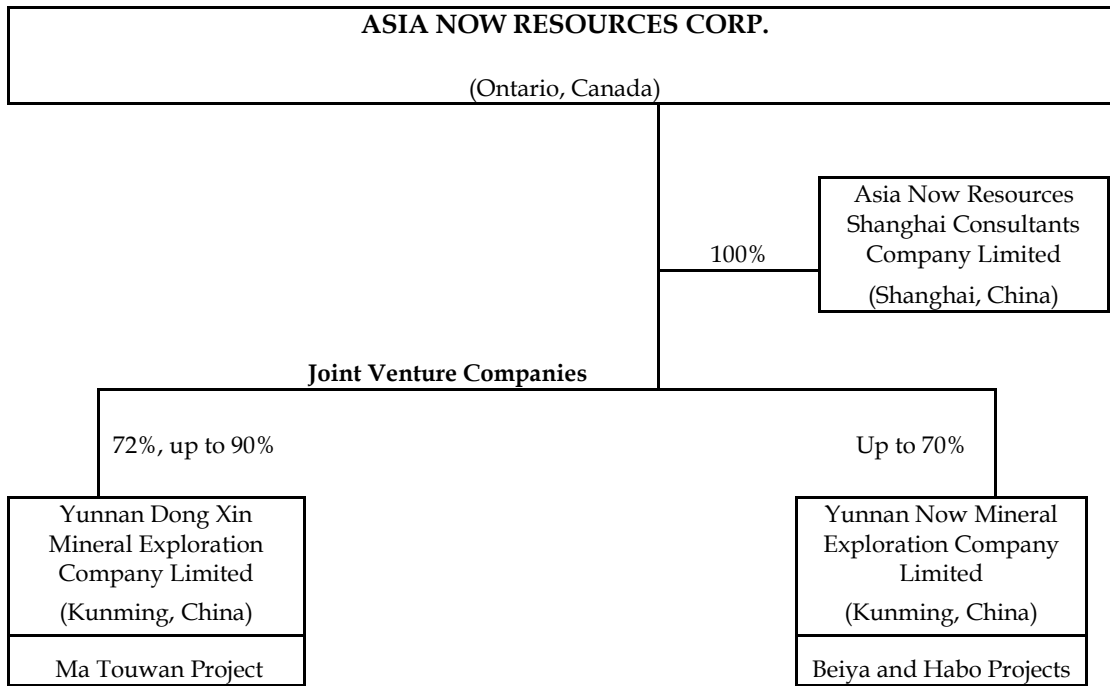 ASIA NOW RESOURCES CORP.
(Ontario, Canada)
Asia Now Resources
Shanghai Consultants
Company Limited
(Shanghai, China)
100%
Joint Venture Companies
72%, up to 90%
Up to 70%
Yunnan Dong Xin
Mineral Exploration
Company Limited
(Kunming, China)
Ma Touwan Project
Yunnan Now Mineral
Exploration Company
Limited
(Kunming, China)
Beiya and Habo Projects